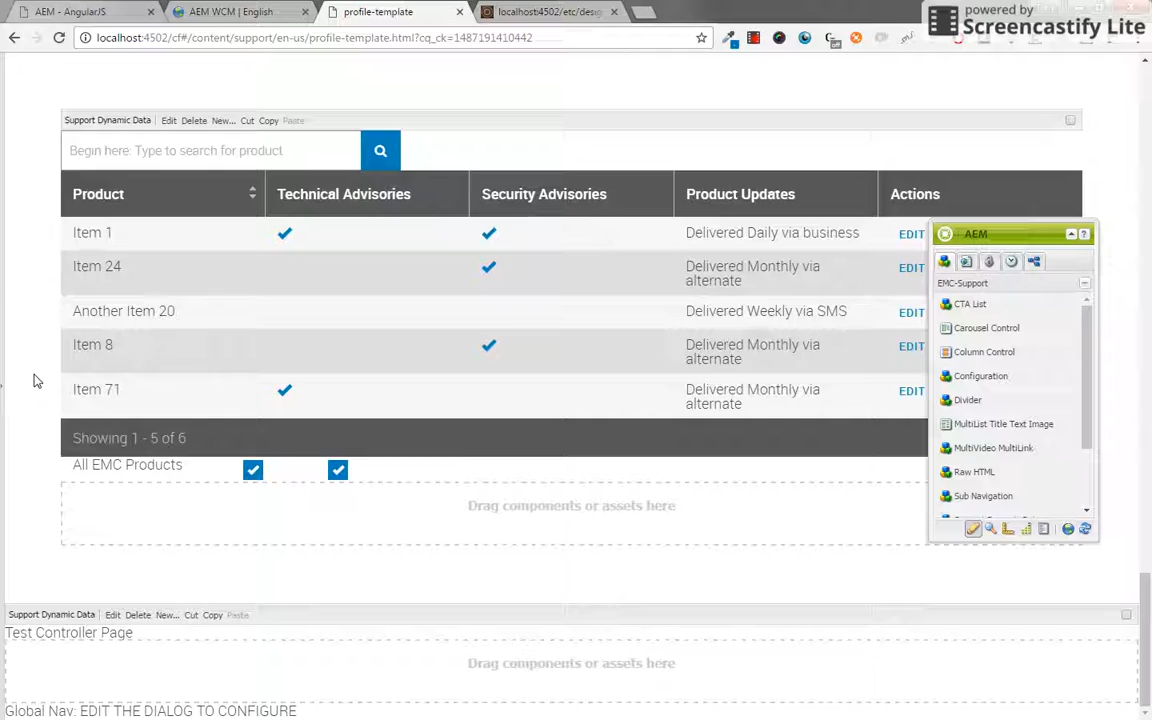 AEM - AngularJS
AEM WCM | English
profile-template
localhost:4502/etc/desig
powered by
Screencastify Lite
localhost:4502/cf#/content/support/en-us/profile-template.html?cq_ck=1487191410442
Support Dynamic Data Edit Delete New... Cut Copy Paste
Begin here: Type to search for product
Product Technical Advisories Security Advisories Product Updates Actions
Item 1 Delivered Daily via business EDIT
Item 24 Delivered Monthly via EDIT
alternate
Another Item 20 Delivered Weekly via SMS EDIT
Item 8 Delivered Monthly via EDIT
alternate
Item 71 Delivered Monthly via EDIT
alternate
Showing 1 - 5 of 6
All EMC Products
Drag components or assets here
AEM
EMC-Support
CTA List
Carousel Control
Column Control
Configuration
Divider
MultiList Title Text Image
MultiVideo MultiLink
Raw HTML
Sub Navigation
Support Dynamic Data Edit Delete New... Cut Copy Paste
Test Controller Page
Drag components or assets here
Global Nav: EDIT THE DIALOG TO CONFIGURE